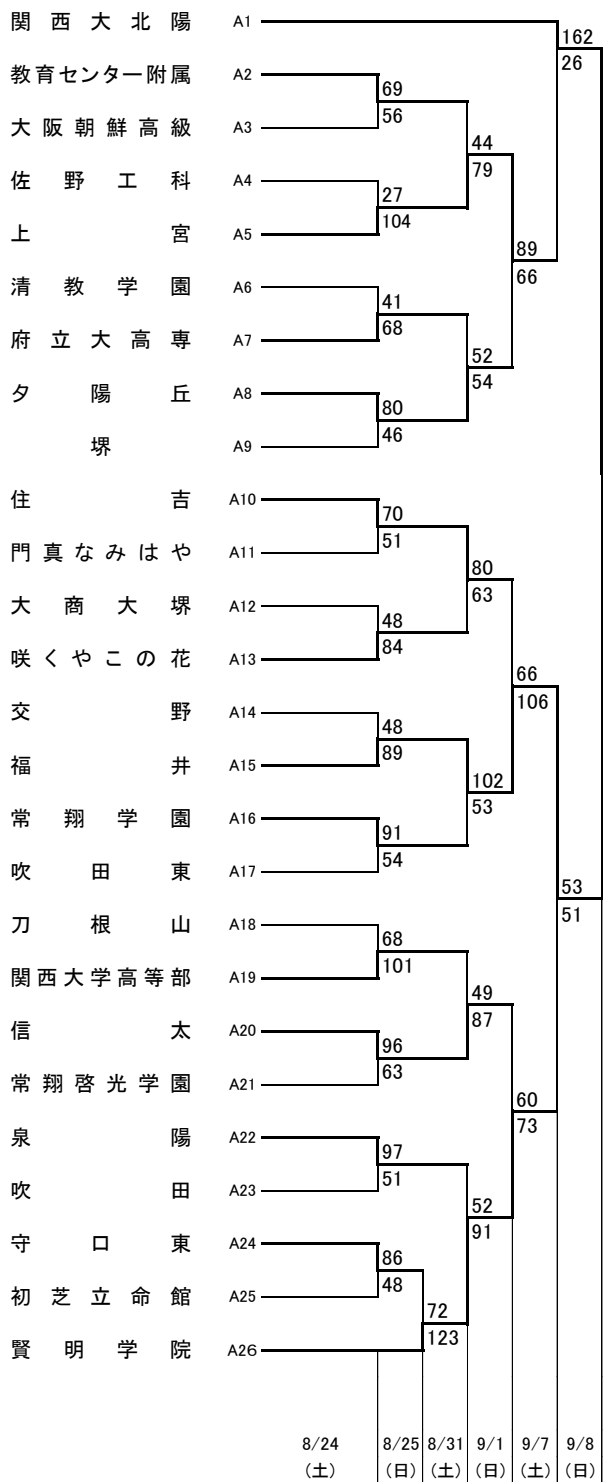 関西大北陽 A1
162
26
教育センター附属 A2
69
56
大阪朝鮮高級 A3
44
79
佐野工科 A4
27
104
上宮 A5
89
66
清教学園 A6
41
68
府立大高専 A7
52
54
夕陽丘 A8
80
46
堺 A9
住吉 A10
70
51
門真なみはや A11
80
63
大商大堺 A12
48
84
咲くやこの花 A13
66
106
交野 A14
48
89
福井 A15
102
53
常翔学園 A16
91
54
吹田東 A17
53
51
刀根山 A18
68
101
関西大学高等部 A19
49
87
信太 A20
96
63
常翔啓光学園 A21
60
73
泉陽 A22
97
51
吹田 A23
52
91
守口東 A24
86
48
初芝立命館 A25
72
123
賢明学院 A26
8/24 8/25 8/31 9/1 9/7 9/8
(土) (日) (土) (日) (土) (日)